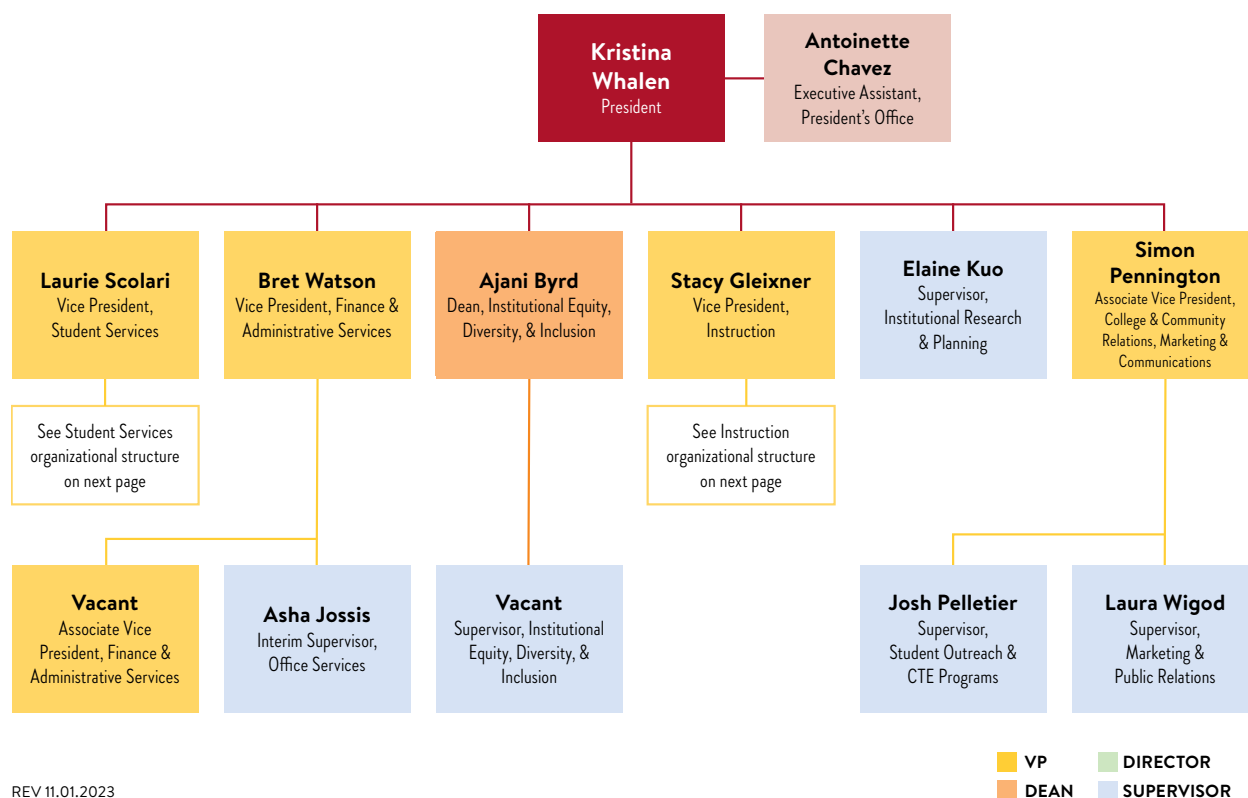 Kristina
Whalen
President
Antoinette
Chavez
Executive Assistant,
President's Office
Laurie Scolari
Vice President,
Student Services
Bret Watson
Vice President, Finance &
Administrative Services
Ajani Byrd
Dean, Institutional Equity,
Diversity, & Inclusion
Stacy Gleixner
Vice President,
Instruction
Elaine Kuo
Supervisor,
Institutional Research
& Planning
Simon
Pennington
Associate Vice President,
College & Community
Relations, Marketing &
Communications
See Student Services
organizational structure
on next page
See Instruction
organizational structure
on next page
Vacant
Associate Vice
President, Finance &
Administrative Services
Asha Jossis
Interim Supervisor,
Office Services
Vacant
Supervisor, Institutional
Equity, Diversity, &
Inclusion
Josh Pelletier
Supervisor,
Student Outreach &
CTE Programs
Laura Wigod
Supervisor,
Marketing &
Public Relations
VP
DIRECTOR
DEAN
SUPERVISOR
REV 11.01.2023